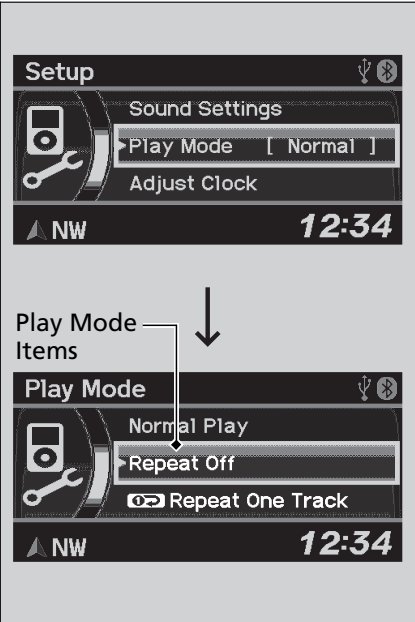 Setup
Sound Settings
Play Mode [ Normal ]
Adjust Clock
NW
12:34
Play Mode
Items
Play Mode
Normal Play
Repeat Off
Repeat One Track
NW
12:34